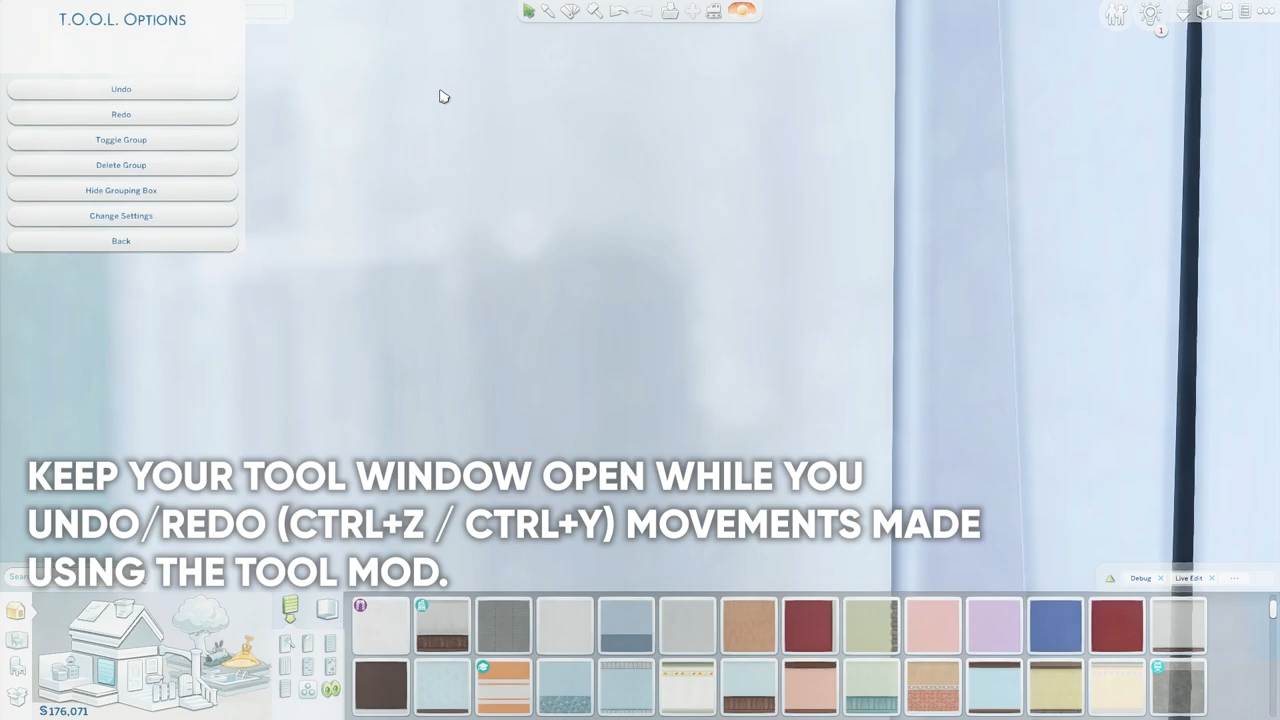 T.O.O.L. Options
Undo
Redo
Toggle Group
Delete Group
Hide Grouping Box
Change Settings
Back
1
KEEP YOUR TOOL WINDOW OPEN WHILE YOU
UNDO/REDO (CTRL+Z / CTRL+Y) MOVEMENTS MADE
USING THE TOOL MOD.
Debug
Live Edit
§176,071